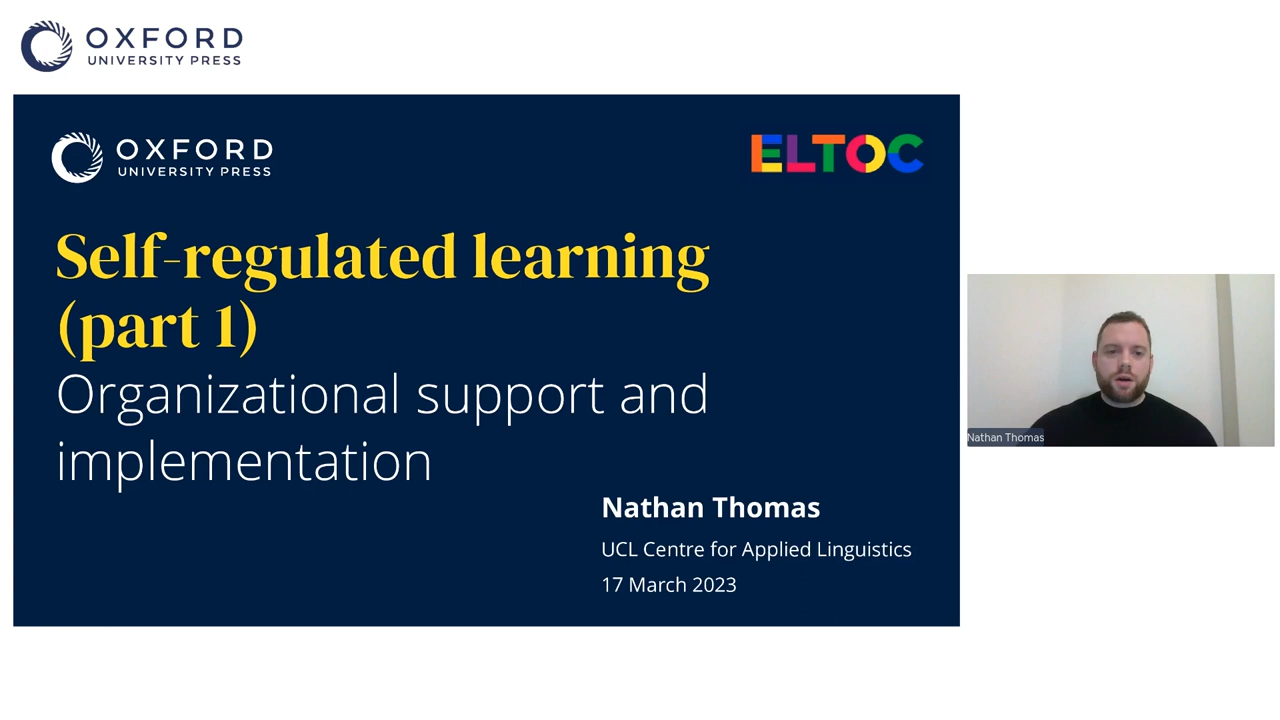 OXFORD
UNIVERSITY PRESS
OXFORD
UNIVERSITY PRESS
ELTOC
Self-regulated learning
(part 1)
Organizational support and
implementation
Nathan Thomas
UCL Centre for Applied Linguistics
17 March 2023
Nathan Thomas